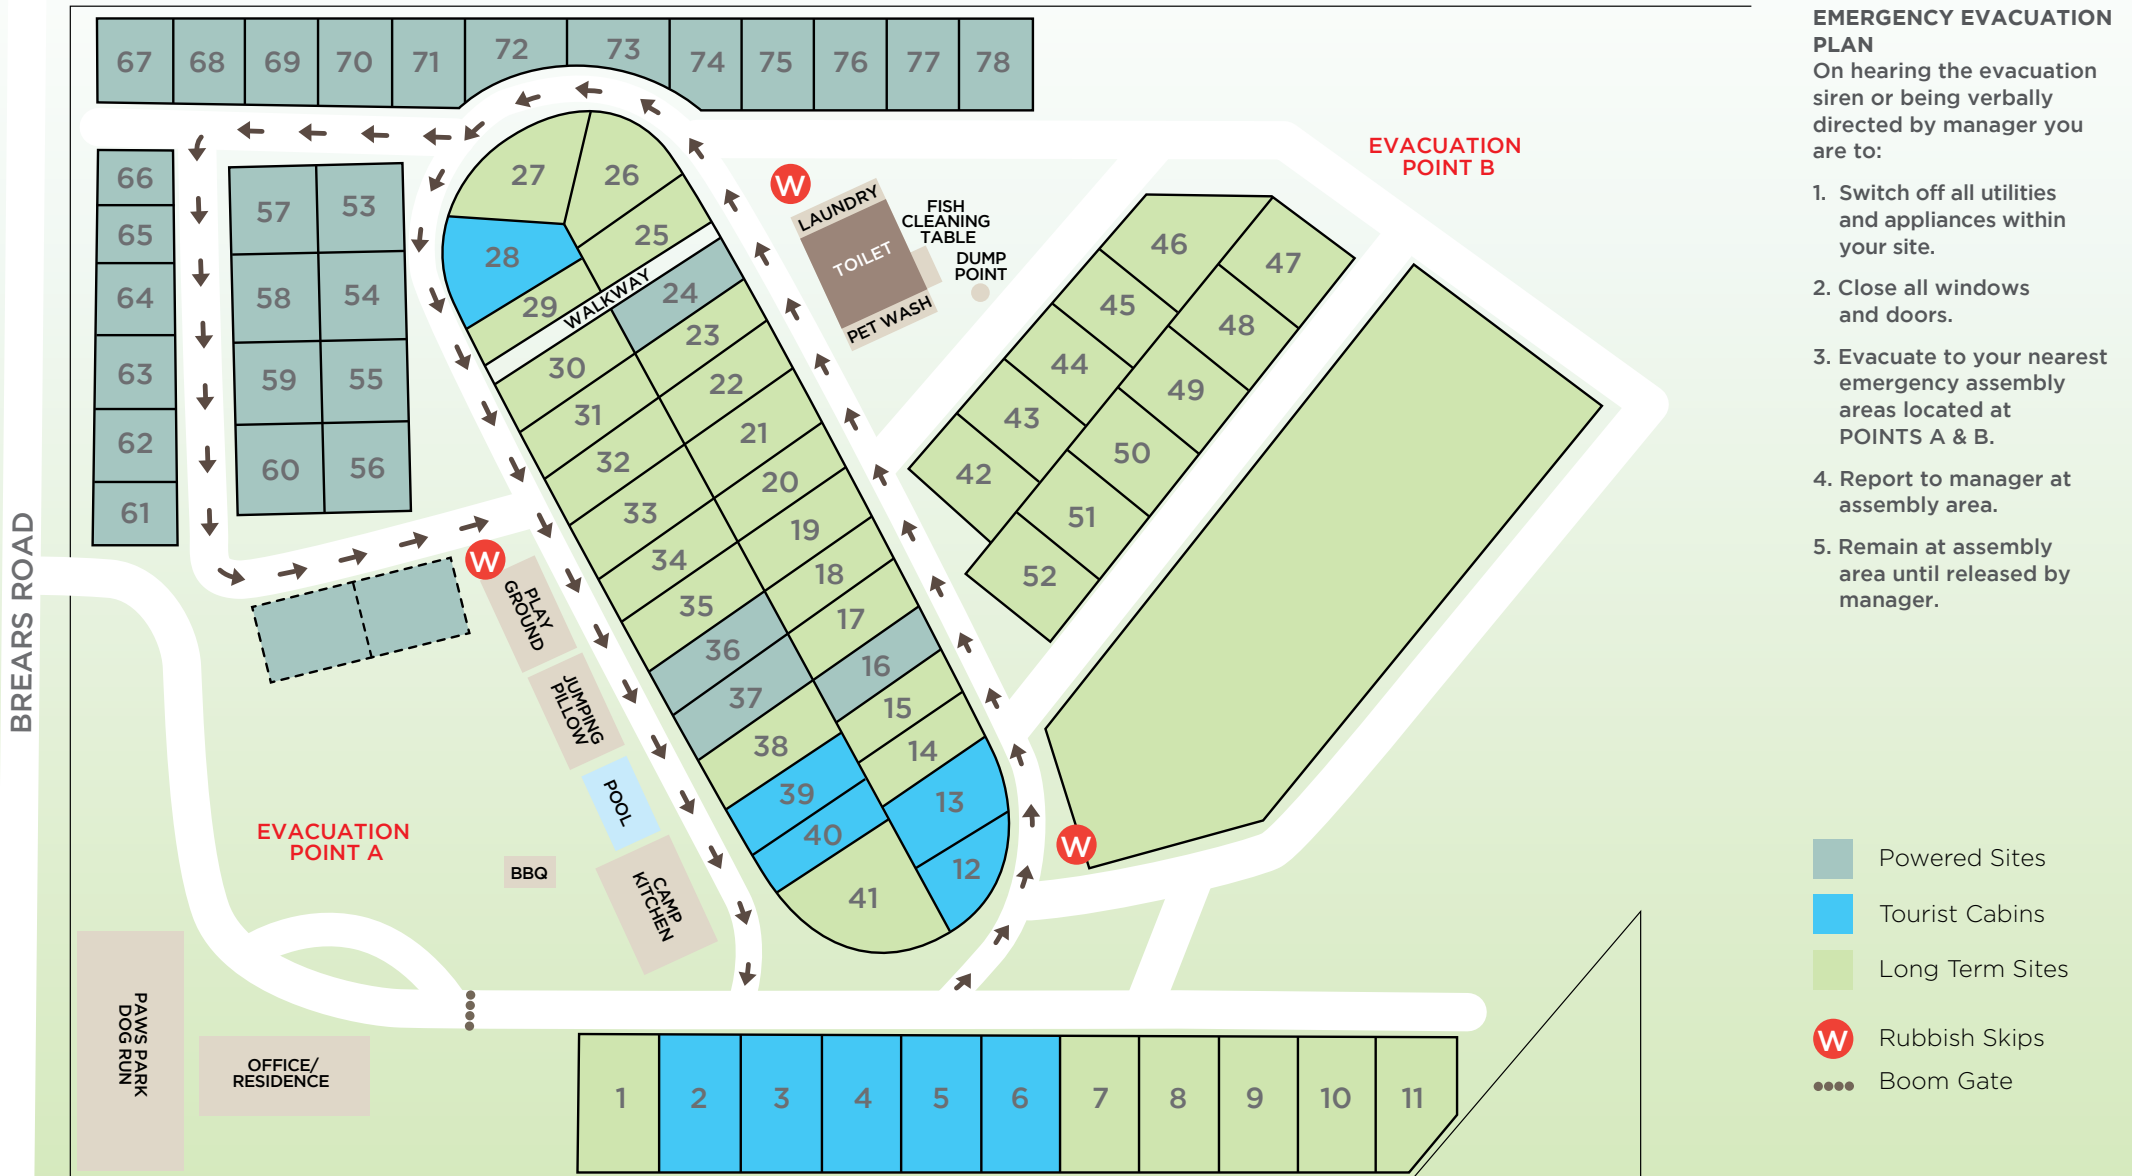 67
68
69
70
71
72
73
74
75
76
77
78
66
65
64
63
62
61
57
53
58
54
59
55
60
56
27
26
25
28
29
WALKWAY
24
23
30
22
31
21
32
20
33
19
34
18
35
17
36
16
37
15
38
14
39
13
40
12
41
LAUNDRY
TOILET
PET WASH
FISH
CLEANING
TABLE
DUMP
POINT
W
EVACUATION
POINT B
46
47
45
48
44
49
43
50
42
51
52
W
W
PLAY
GROUND
JUMPING
PILLOW
POOL
CAMP
KITCHEN
BBQ
EVACUATION
POINT A
BREARS ROAD
PAWS PARK
DOG RUN
OFFICE/
RESIDENCE
1
2
3
4
5
6
7
8
9
10
11
EMERGENCY EVACUATION
PLAN
On hearing the evacuation
siren or being verbally
directed by manager you
are to:
1. Switch off all utilities
and appliances within
your site.
2. Close all windows
and doors.
3. Evacuate to your nearest
emergency assembly
areas located at
POINTS A & B.
4. Report to manager at
assembly area.
5. Remain at assembly
area until released by
manager.
Powered Sites
Tourist Cabins
Long Term Sites
W Rubbish Skips
Boom Gate